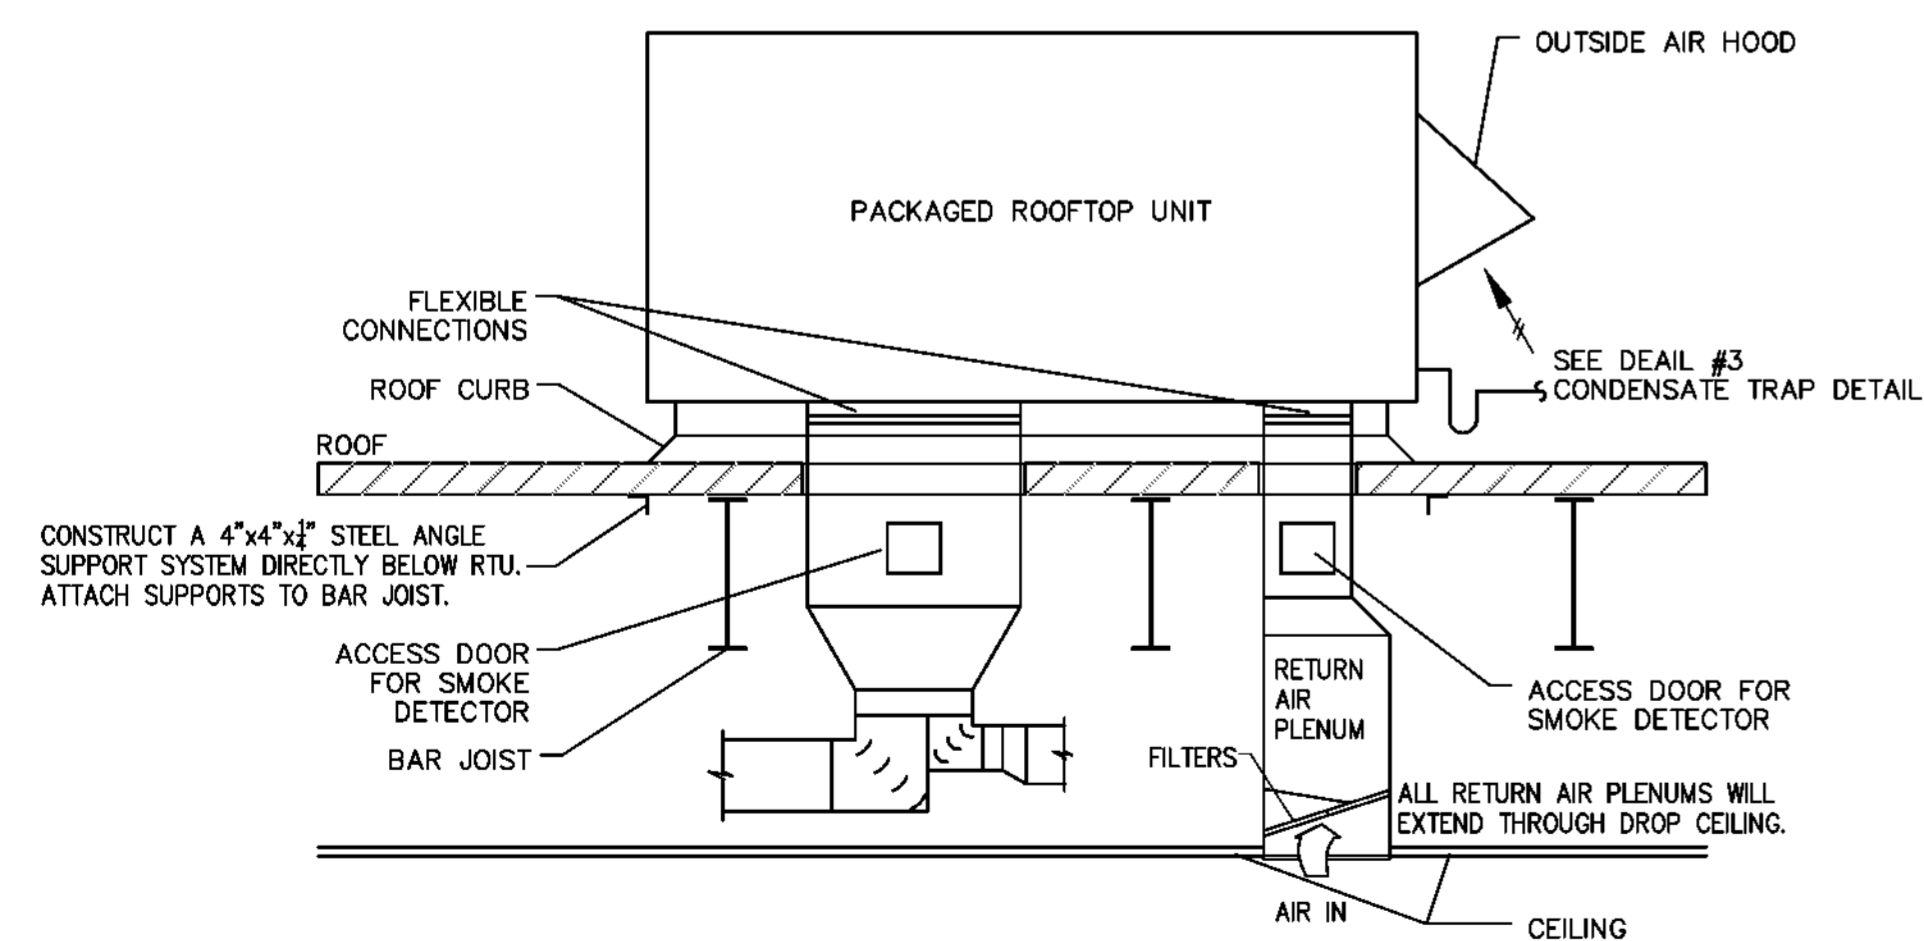 OUTSIDE AIR HOOD
PACKAGED ROOFTOP UNIT
FLEXIBLE
CONNECTIONS
SEE DEAIL #3
CONDENSATE TRAP DETAIL
ROOF CURB
ROOF
CONSTRUCT A 4"x4"x1/4" STEEL ANGLE
SUPPORT SYSTEM DIRECTLY BELOW RTU.
ATTACH SUPPORTS TO BAR JOIST.
ACCESS DOOR
FOR SMOKE
DETECTOR
BAR JOIST
RETURN
AIR
PLENUM
ACCESS DOOR FOR
SMOKE DETECTOR
FILTERS
ALL RETURN AIR PLENUMS WILL
EXTEND THROUGH DROP CEILING.
AIR IN
CEILING